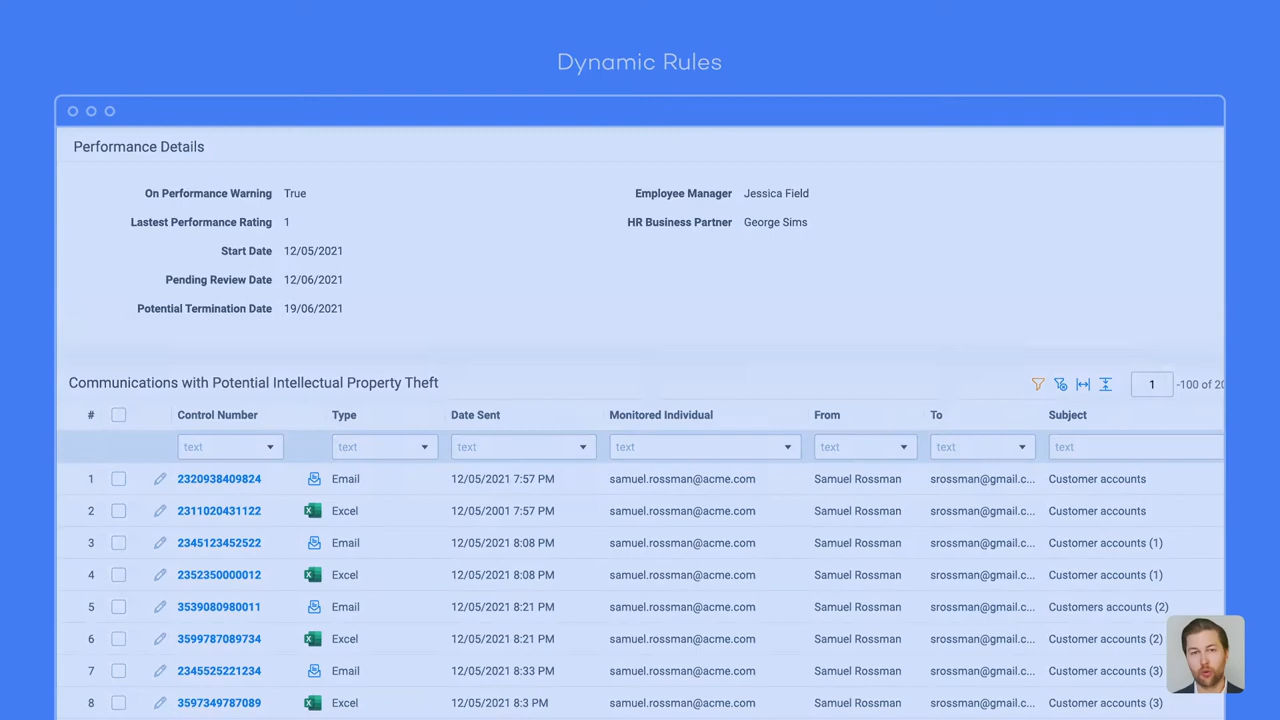 Dynamic Rules
Performance Details
On Performance Warning True
Employee Manager Jessica Field
Lastest Performance Rating 1
HR Business Partner George Sims
Start Date 12/05/2021
Pending Review Date 12/06/2021
Potential Termination Date 19/06/2021
Communications with Potential Intellectual Property Theft 1 -100 of 20
# Control Number Type Date Sent Monitored Individual From To Subject
text text text text text text text
1 2320938409824 Email 12/05/2021 7:57 PM samuel.rossman@acme.com Samuel Rossman srossman@gmail.c... Customer accounts
2 2311020431122 Excel 12/05/2001 7:57 PM samuel.rossman@acme.com Samuel Rossman srossman@gmail.c... Customer accounts
3 2345123452522 Email 12/05/2021 8:08 PM samuel.rossman@acme.com Samuel Rossman srossman@gmail.c... Customer accounts (1)
4 2352350000012 Excel 12/05/2021 8:08 PM samuel.rossman@acme.com Samuel Rossman srossman@gmail.c... Customer accounts (1)
5 3539080980011 Email 12/05/2021 8:21 PM samuel.rossman@acme.com Samuel Rossman srossman@gmail.c... Customers accounts (2)
6 3599787089734 Excel 12/05/2021 8:21 PM samuel.rossman@acme.com Samuel Rossman srossman@gmail.c... Customer accounts (2)
7 2345525221234 Email 12/05/2021 8:33 PM samuel.rossman@acme.com Samuel Rossman srossman@gmail.c... Customer accounts (3)
8 3597349787089 Excel 12/05/2021 8:3 PM samuel.rossman@acme.com Samuel Rossman srossman@gmail.c... Customer accounts (3)